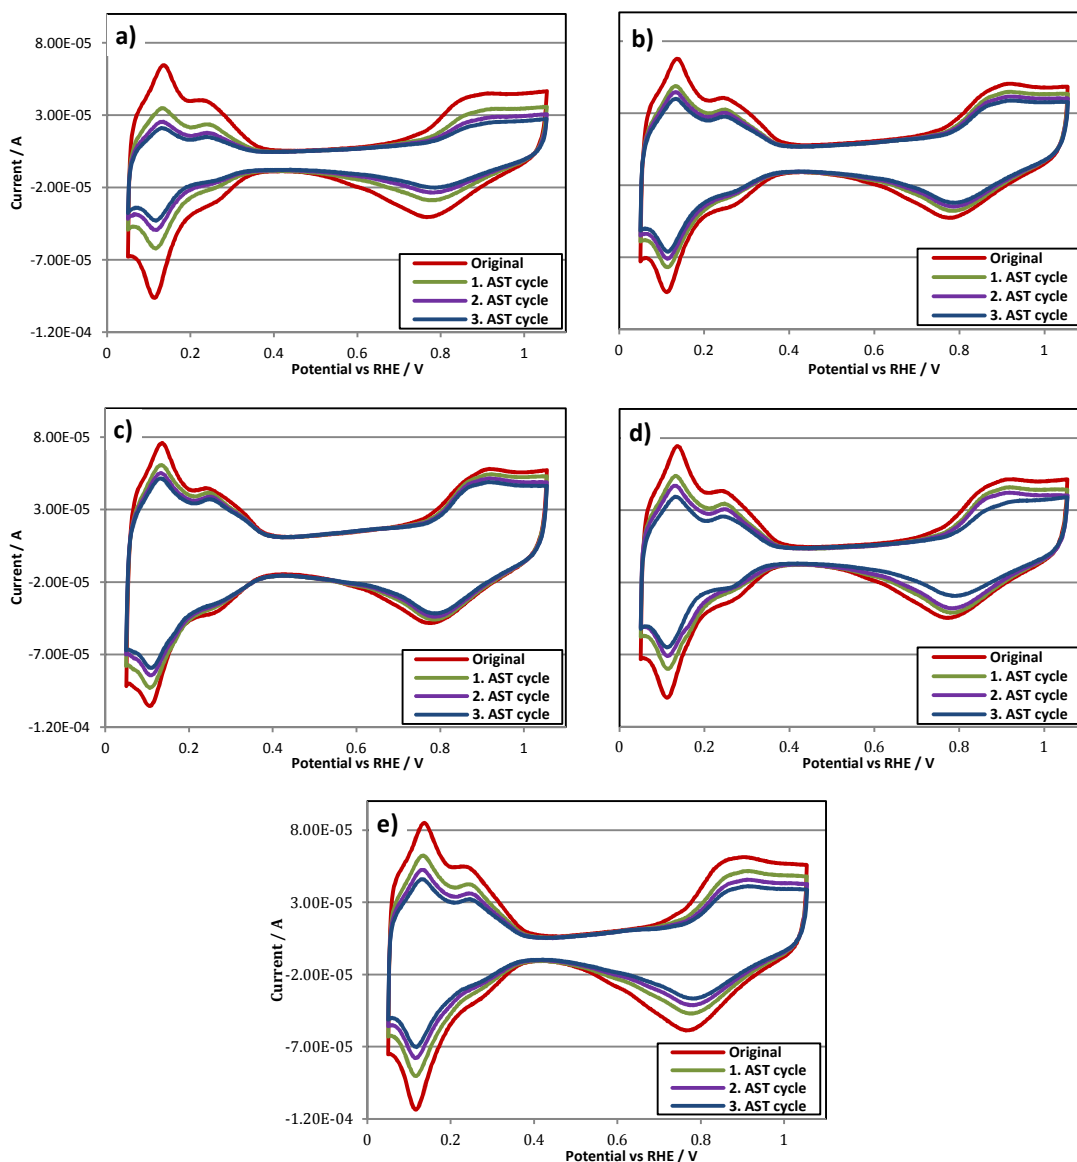 a)
8.00E-05
3.00E-05
-2.00E-05
-7.00E-05
-1.20E-04
Current / A
Original
1. AST cycle
2. AST cycle
3. AST cycle
0 0.2 0.4 0.6 0.8 1
Potential vs RHE / V
b)
Original
1. AST cycle
2. AST cycle
3. AST cycle
0 0.2 0.4 0.6 0.8 1
Potential vs RHE / V
c)
8.00E-05
3.00E-05
-2.00E-05
-7.00E-05
-1.20E-04
Current / A
Original
1. AST cycle
2. AST cycle
3. AST cycle
0 0.2 0.4 0.6 0.8 1
Potential vs RHE / V
d)
Original
1. AST cycle
2. AST cycle
3. AST cycle
0 0.2 0.4 0.6 0.8 1
Potential vs RHE / V
e)
8.00E-05
3.00E-05
-2.00E-05
-7.00E-05
-1.20E-04
Current / A
Original
1. AST cycle
2. AST cycle
3. AST cycle
0 0.2 0.4 0.6 0.8 1
Potential vs RHE / V